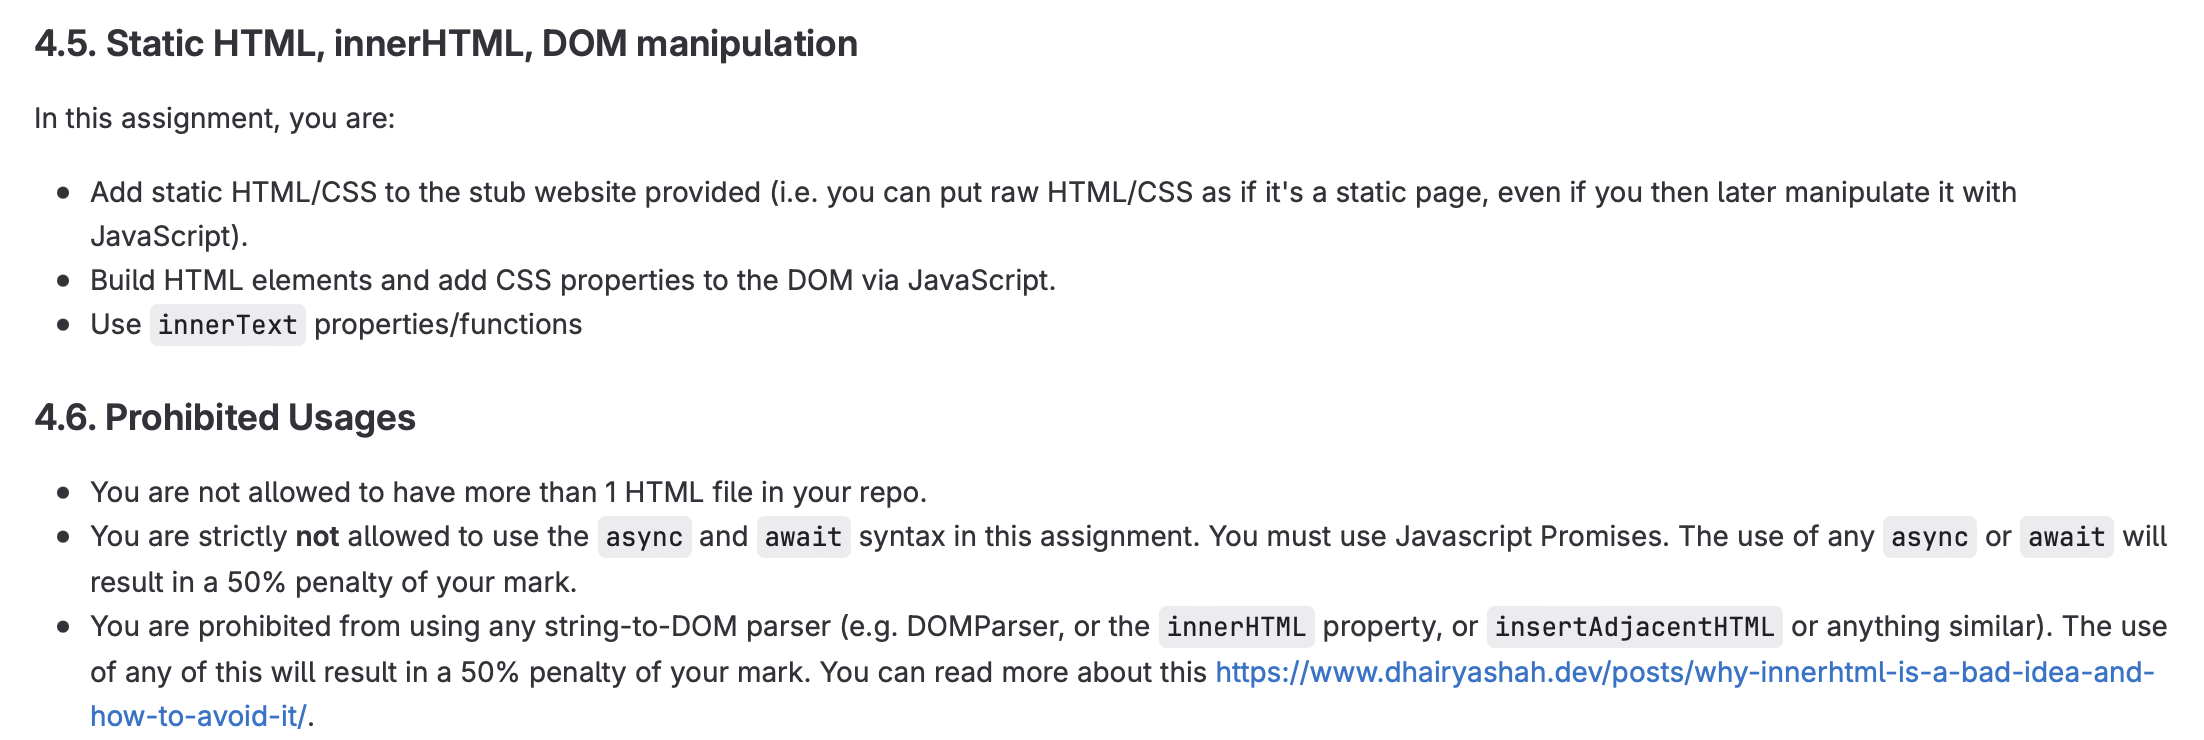 4.5. Static HTML, innerHTML, DOM manipulation
In this assignment, you are:
• Add static HTML/CSS to the stub website provided (i.e. you can put raw HTML/CSS as if it's a static page, even if you then later manipulate it with
JavaScript).
• Build HTML elements and add CSS properties to the DOM via JavaScript.
• Use innerText properties/functions
4.6. Prohibited Usages
• You are not allowed to have more than 1 HTML file in your repo.
• You are strictly not allowed to use the async and await syntax in this assignment. You must use Javascript Promises. The use of any async or await will
result in a 50% penalty of your mark.
• You are prohibited from using any string-to-DOM parser (e.g. DOMParser, or the innerHTML property, or insertAdjacentHTML or anything similar). The use
of any of this will result in a 50% penalty of your mark. You can read more about this https://www.dhairyashah.dev/posts/why-innerhtml-is-a-bad-idea-and-
how-to-avoid-it/.